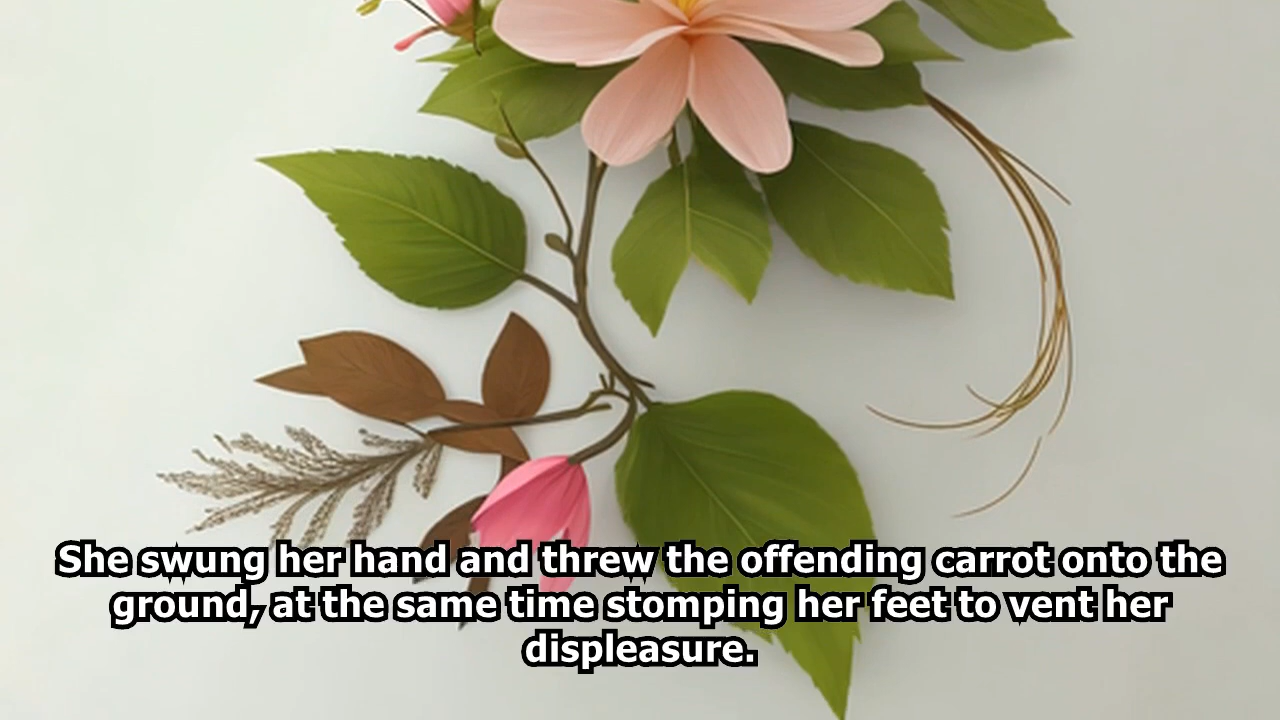 She swung her hand and threw the offending carrot onto the
ground, at the same time stomping her feet to vent her
displeasure.